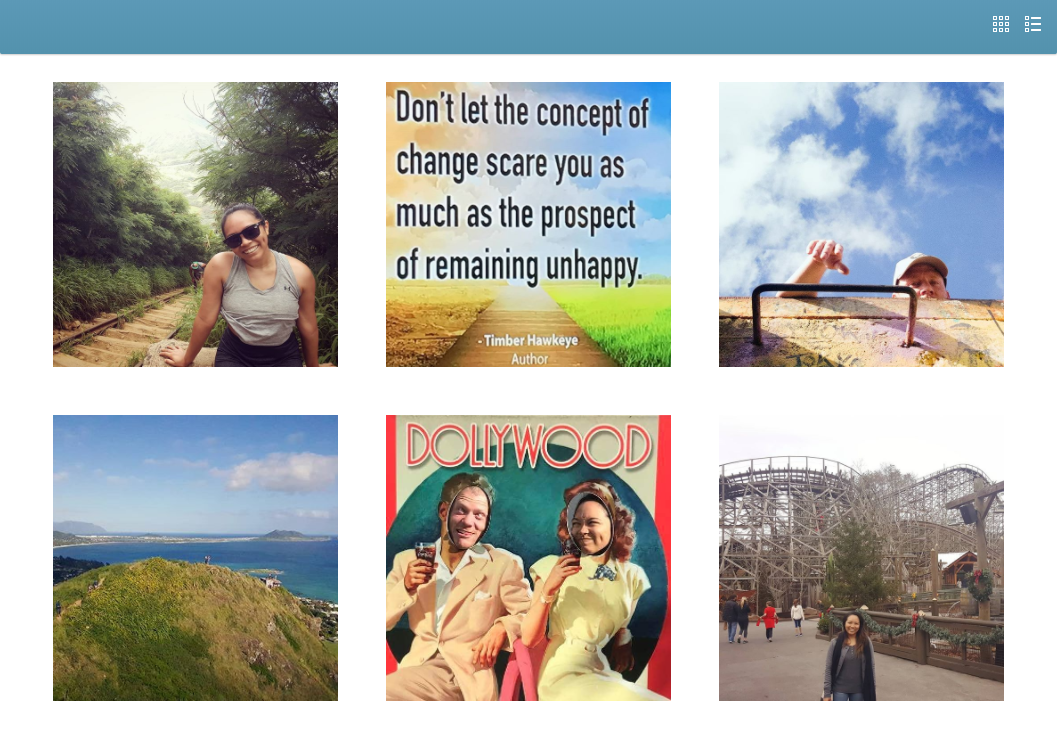 Don't let the concept of
change scare you as
much as the prospect
of remaining unhappy.
- Timber Hawkeye
Author
DOLLYWOOD